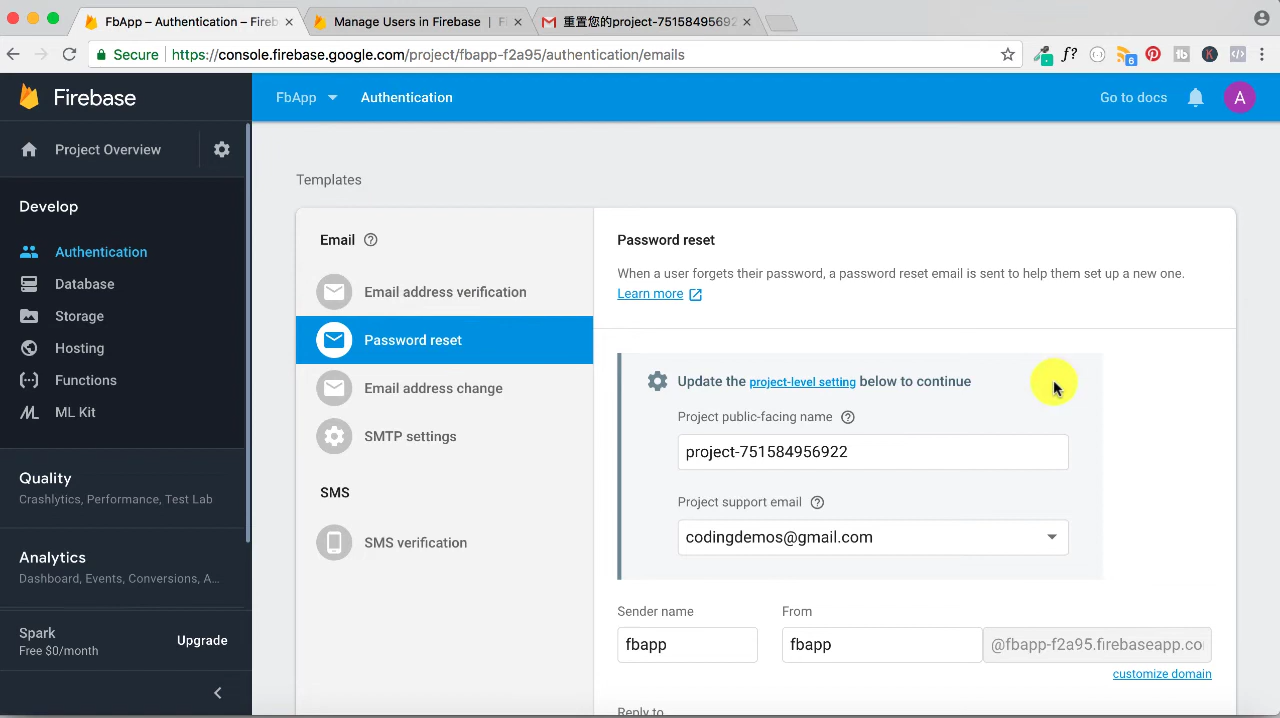 FbApp – Authentication – Fireb
Manage Users in Firebase | Fi
重置您的project-75158495692
Secure https://console.firebase.google.com/project/fbapp-f2a95/authentication/emails
f?
6
tb
K
Firebase
FbApp
Authentication
Go to docs
A
Project Overview
Develop
Authentication
Database
Storage
Hosting
Functions
ML Kit
Quality
Crashlytics, Performance, Test Lab
Analytics
Dashboard, Events, Conversions, A...
Spark
Free $0/month
Upgrade
Templates
Email
Email address verification
Password reset
Email address change
SMTP settings
SMS
SMS verification
Password reset
When a user forgets their password, a password reset email is sent to help them set up a new one.
Learn more
Update the project-level setting below to continue
Project public-facing name
project-751584956922
Project support email
codingdemos@gmail.com
Sender name
From
fbapp
fbapp
@fbapp-f2a95.firebaseapp.co
customize domain
Reply to